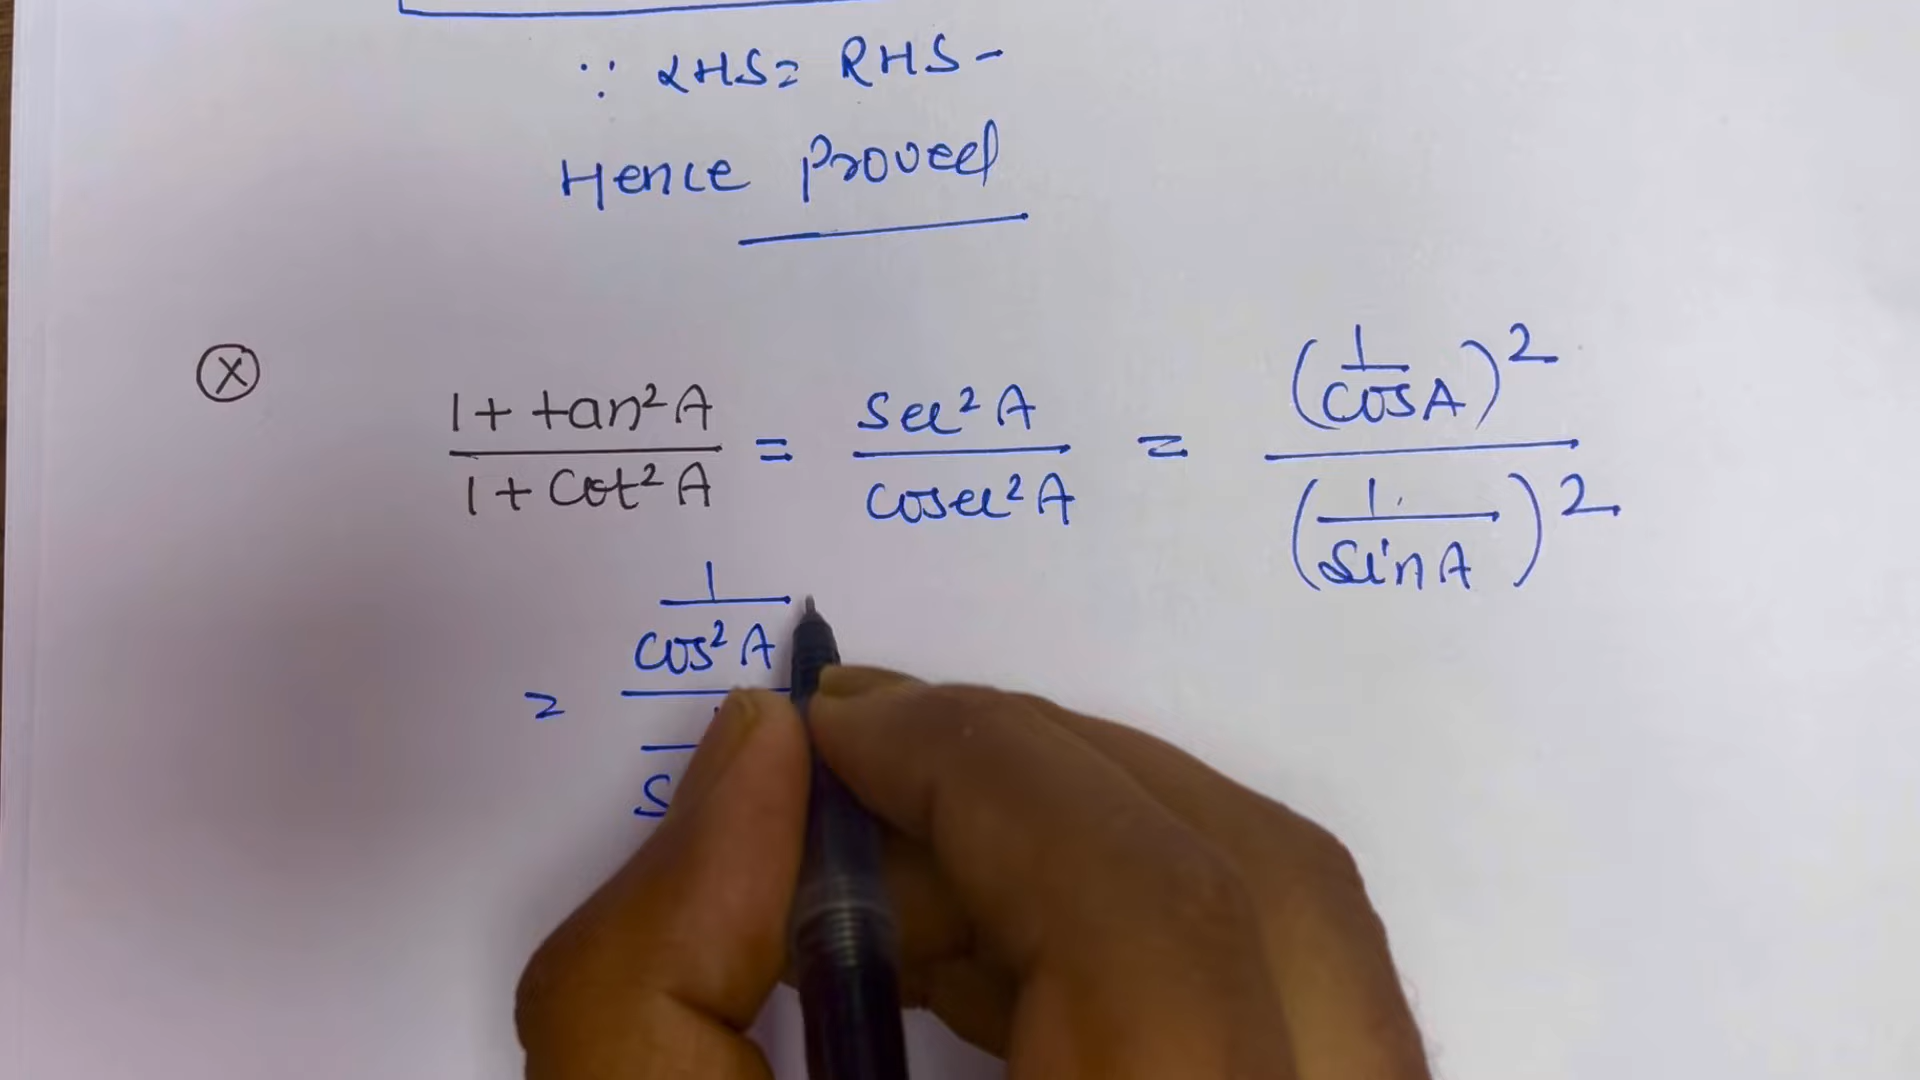 ∵ LHS = RHS -
Hence Proved
(X)
1 + tan²A / 1 + cot²A = sec²A / cosec²A = (1/cosA)² / (1/sinA)²
= 1/cos²A